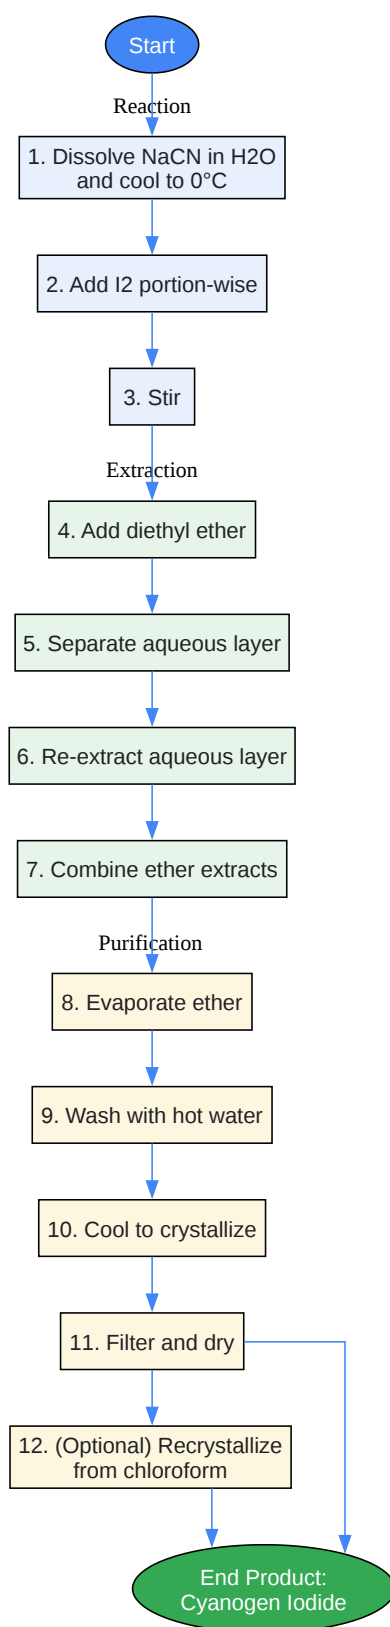 Start
Reaction
1. Dissolve NaCN in H2O
and cool to 0°C
2. Add I2 portion-wise
3. Stir
Extraction
4. Add diethyl ether
5. Separate aqueous layer
6. Re-extract aqueous layer
7. Combine ether extracts
Purification
8. Evaporate ether
9. Wash with hot water
10. Cool to crystallize
11. Filter and dry
12. (Optional) Recrystallize
from chloroform
End Product:
Cyanogen Iodide